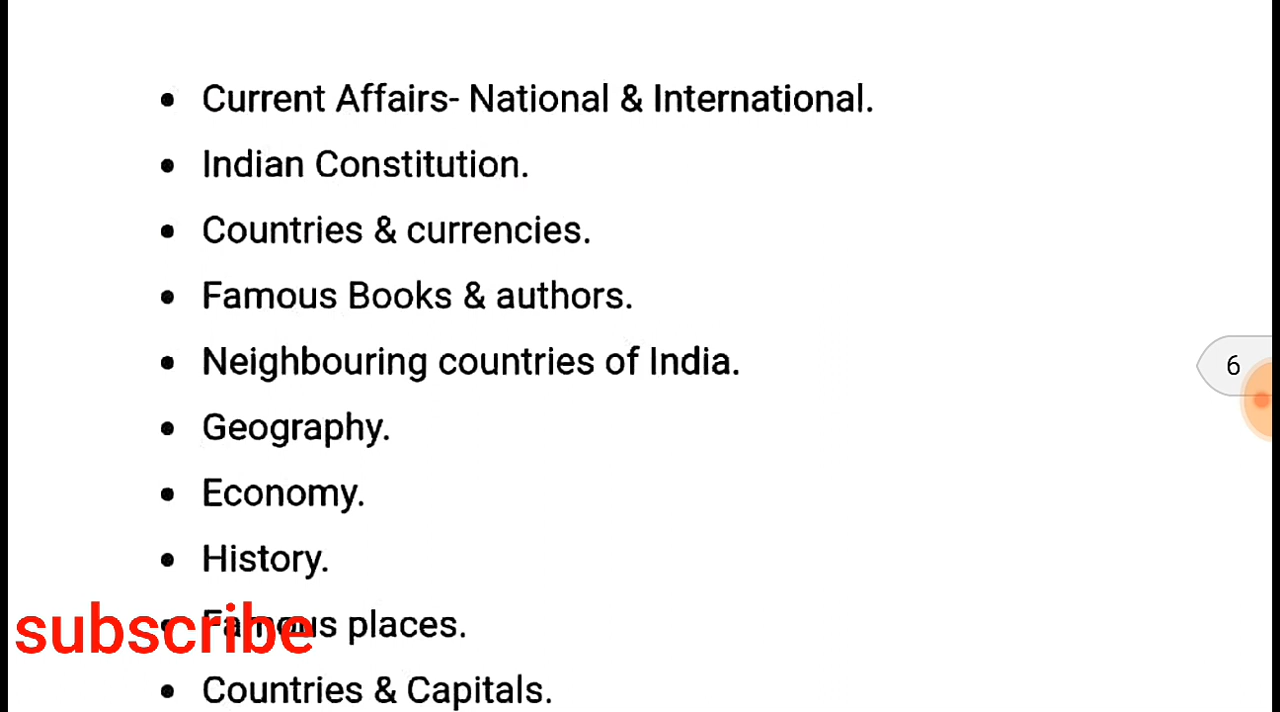 Current Affairs- National & International.
Indian Constitution.
Countries & currencies.
Famous Books & authors.
Neighbouring countries of India.
6
Geography.
Economy.
History.
Famous places.
subscribe
Countries & Capitals.